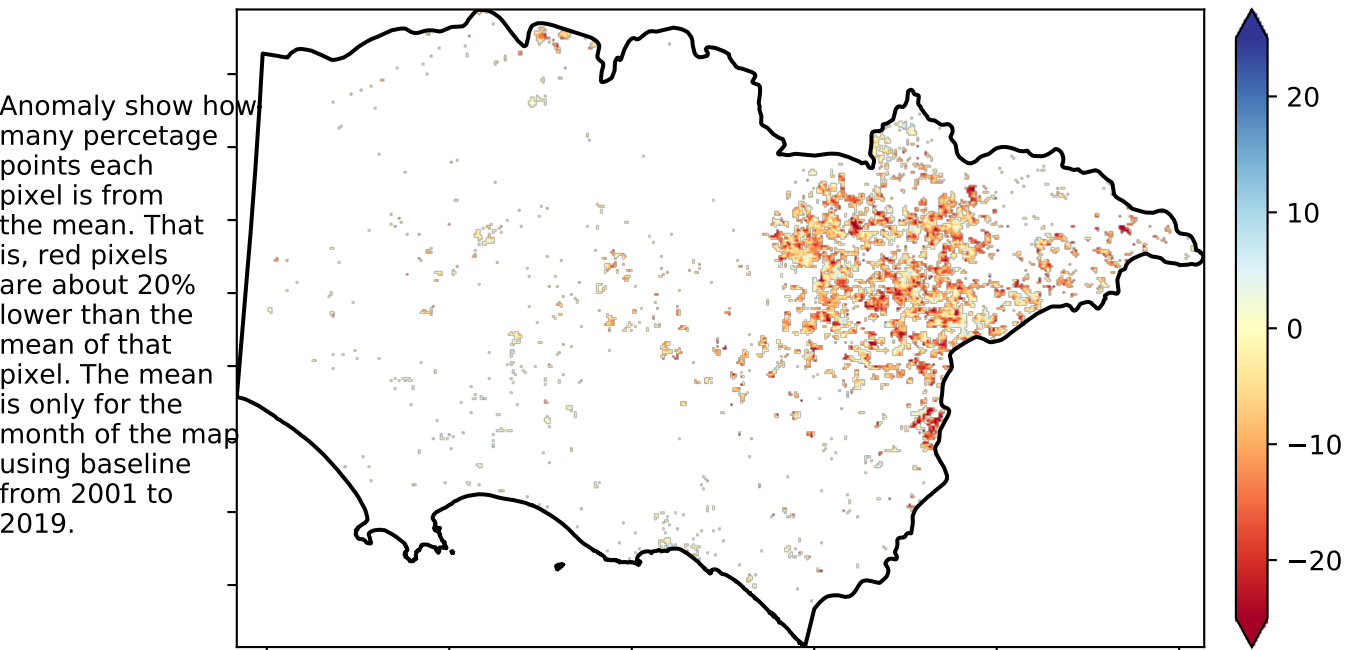 Anomaly show how
many percetage
points each
pixel is from
the mean. That
is, red pixels
are about 20%
lower than the
mean of that
pixel. The mean
is only for the
month of the map
using baseline
from 2001 to
2019.
20
10
0
−10
−20